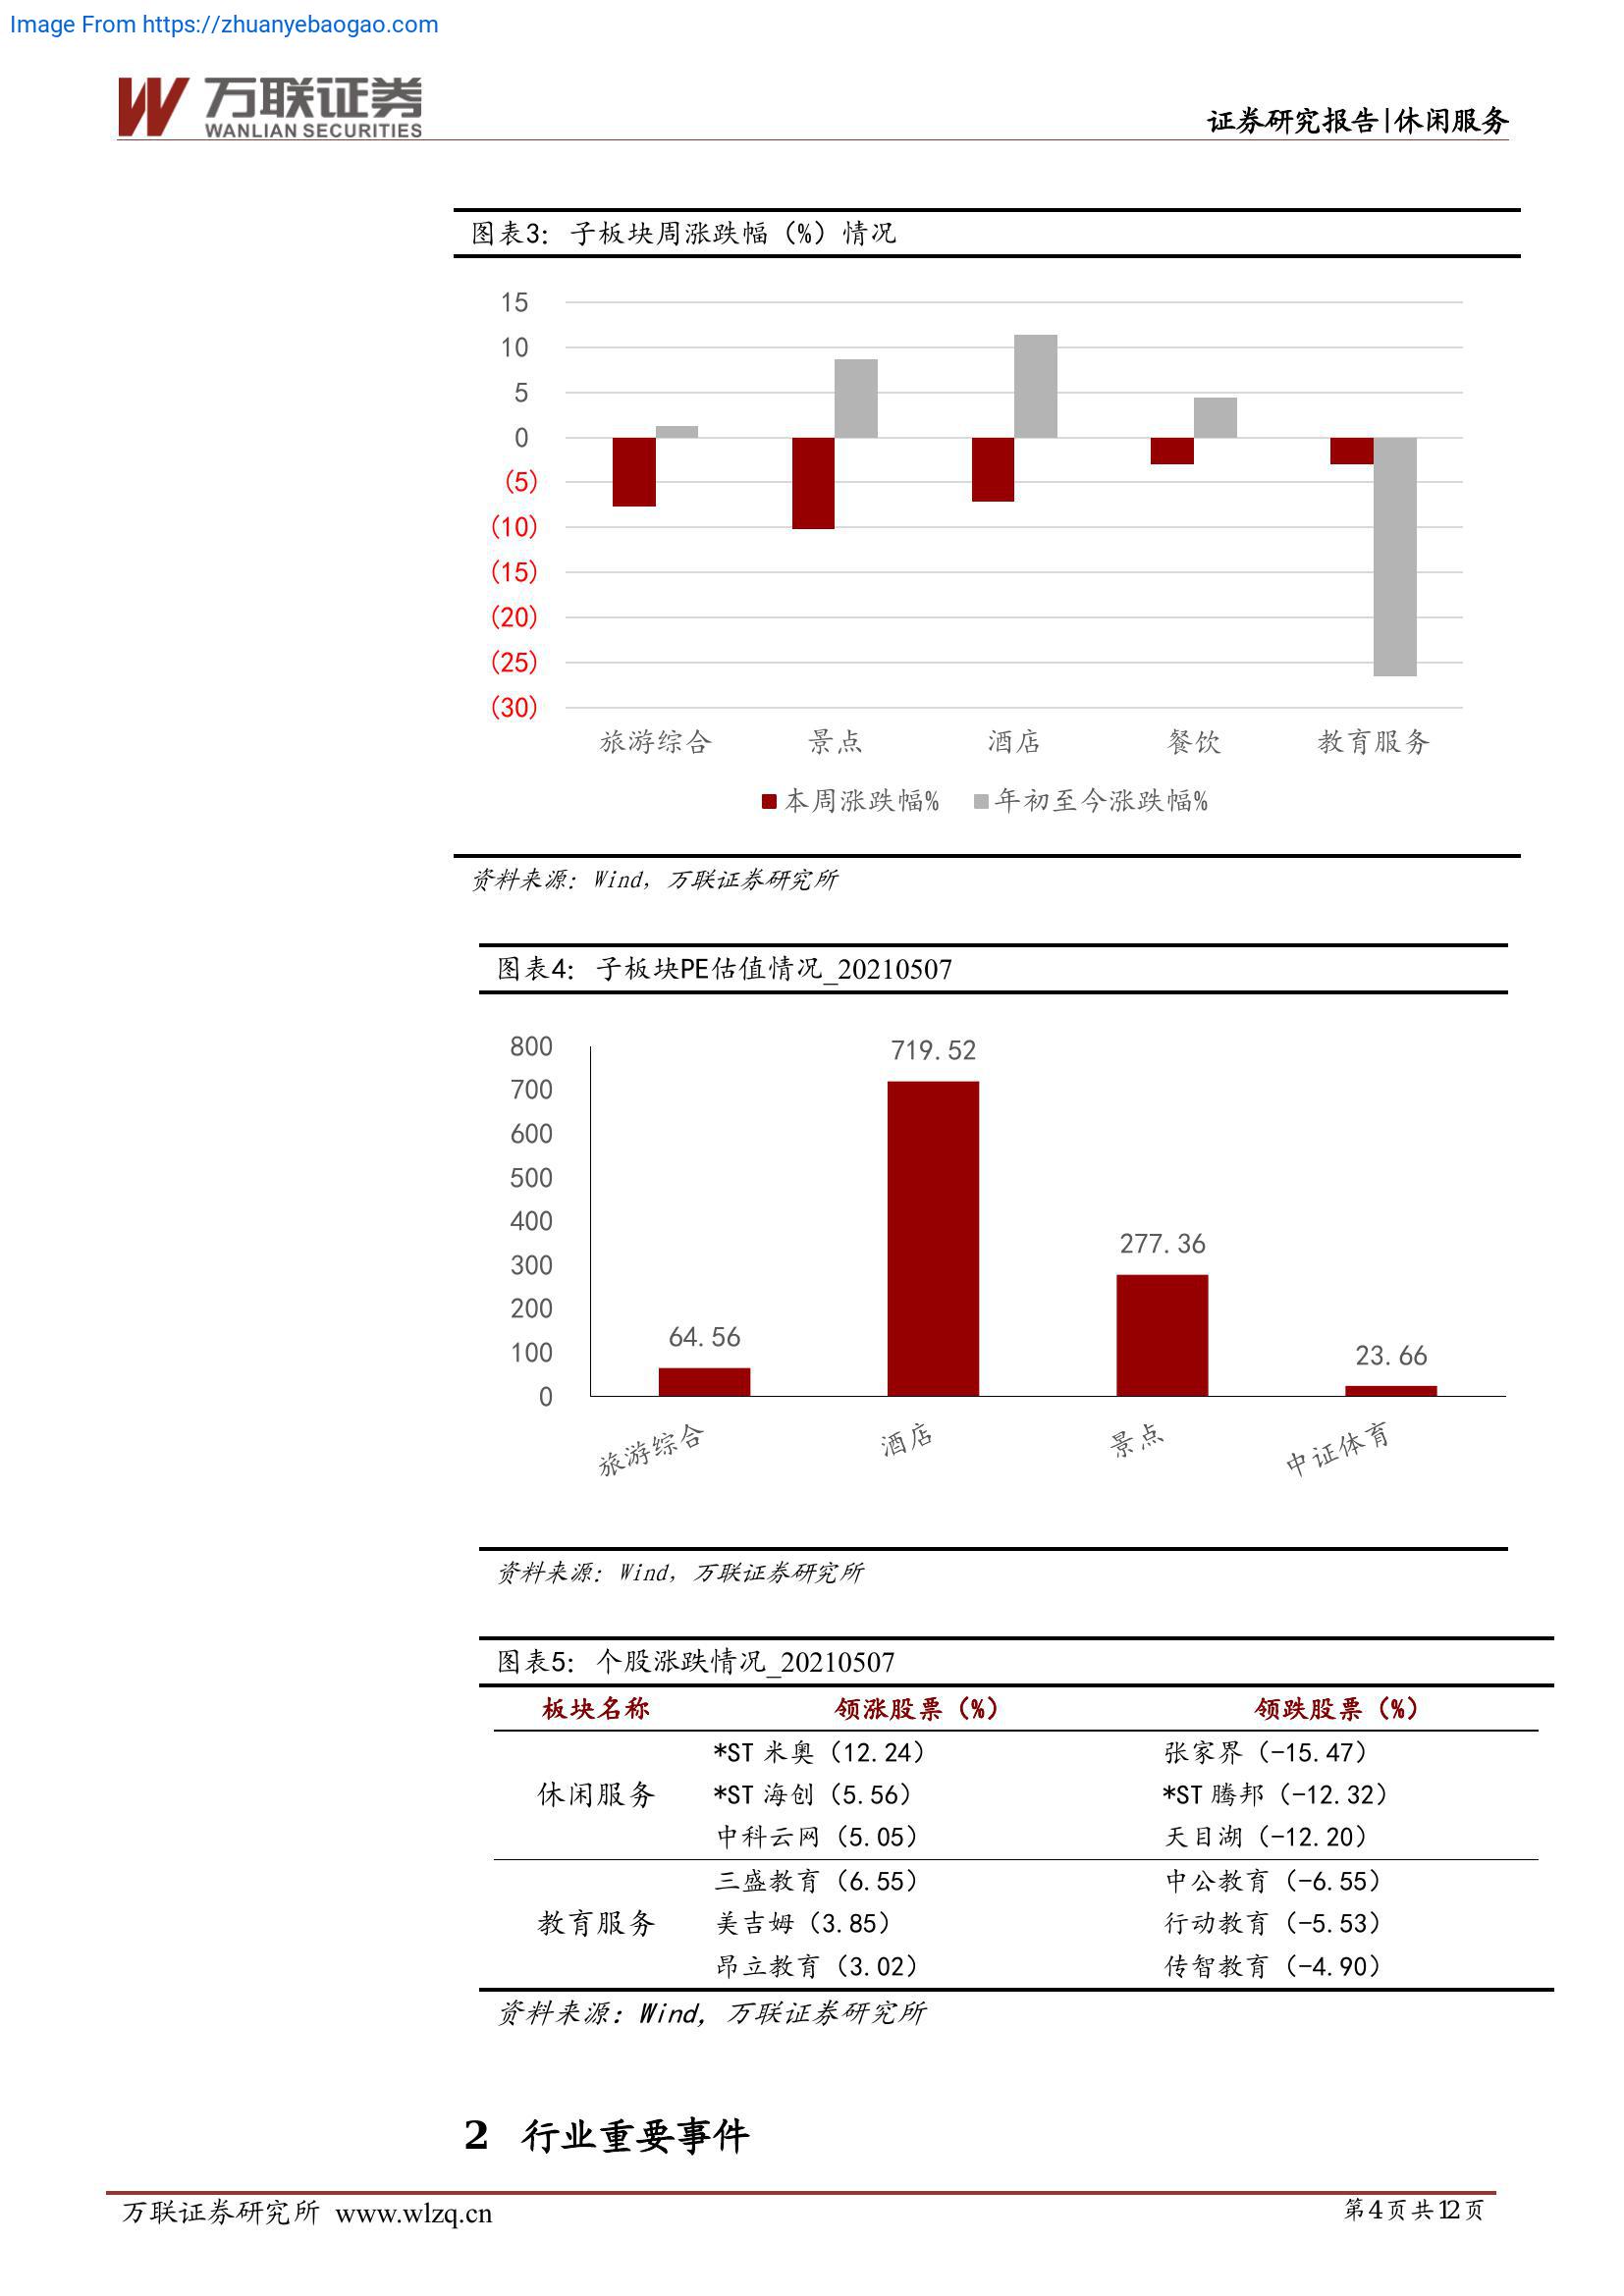 Image From https://zhuanyebaogao.com
万联证券
WANLIAN SECURITIES
证券研究报告|休闲服务
图表3: 子板块周涨跌幅（%）情况
15
10
5
0
(5)
(10)
(15)
(20)
(25)
(30)
旅游综合 景点 酒店 餐饮 教育服务
本周涨跌幅% 年初至今涨跌幅%
资料来源: Wind, 万联证券研究所
图表4: 子板块PE估值情况_20210507
800
700
600
500
400
300
200
100
0
64.56 719.52 277.36 23.66
旅游综合 酒店 景点 中证体育
资料来源: Wind, 万联证券研究所
图表5: 个股涨跌情况_20210507
板块名称 领涨股票（%） 领跌股票（%）
休闲服务
*ST 米奥（12.24） 张家界（-15.47）
*ST 海创（5.56） *ST 腾邦（-12.32）
中科云网（5.05） 天目湖（-12.20）
教育服务
三盛教育（6.55） 中公教育（-6.55）
美吉姆（3.85） 行动教育（-5.53）
昂立教育（3.02） 传智教育（-4.90）
资料来源: Wind, 万联证券研究所
2 行业重要事件
万联证券研究所 www.wlzq.cn 第4页共12页